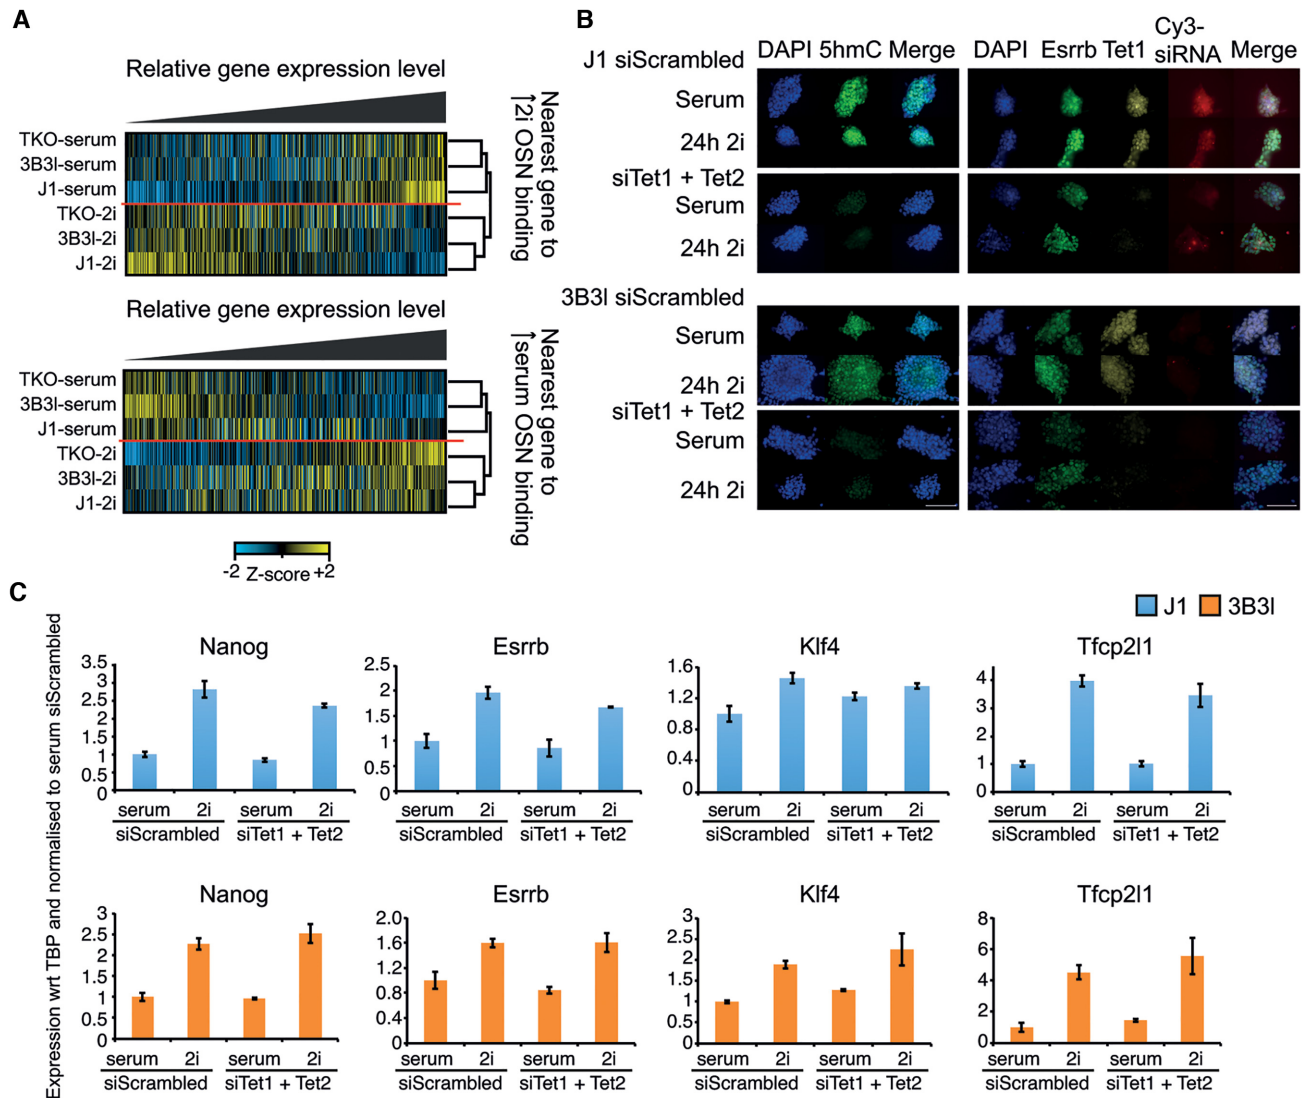 A
Relative gene expression level
TKO-serum
3B3I-serum
J1-serum
TKO-2i
3B3I-2i
J1-2i
Nearest gene to
↑2i OSN binding
Relative gene expression level
TKO-serum
3B3I-serum
J1-serum
TKO-2i
3B3I-2i
J1-2i
Nearest gene to
↑serum OSN binding
-2 Z-score +2
B
DAPI 5hmC Merge
DAPI Esrrb Tet1 Cy3-siRNA Merge
J1 siScrambled
Serum
24h 2i
siTet1 + Tet2
Serum
24h 2i
3B3I siScrambled
Serum
24h 2i
siTet1 + Tet2
Serum
24h 2i
C
Expression wrt TBP and normalised to serum siScrambled
J1 3B3I
Nanog
3.5
3
2.5
2
1.5
1
0.5
0
serum 2i serum 2i
siScrambled siTet1 + Tet2
Esrrb
2.5
2
1.5
1
0.5
0
serum 2i serum 2i
siScrambled siTet1 + Tet2
Klf4
1.6
1.2
0.8
0.4
0
serum 2i serum 2i
siScrambled siTet1 + Tet2
Tfcp2l1
4
3
2
1
0
serum 2i serum 2i
siScrambled siTet1 + Tet2
Nanog
3
2.5
2
1.5
1
0.5
0
serum 2i serum 2i
siScrambled siTet1 + Tet2
Esrrb
2.0
1.6
1.2
0.8
0.4
0
serum 2i serum 2i
siScrambled siTet1 + Tet2
Klf4
3
2.5
2
1.5
1
0.5
0
serum 2i serum 2i
siScrambled siTet1 + Tet2
Tfcp2l1
8
6
4
2
0
serum 2i serum 2i
siScrambled siTet1 + Tet2